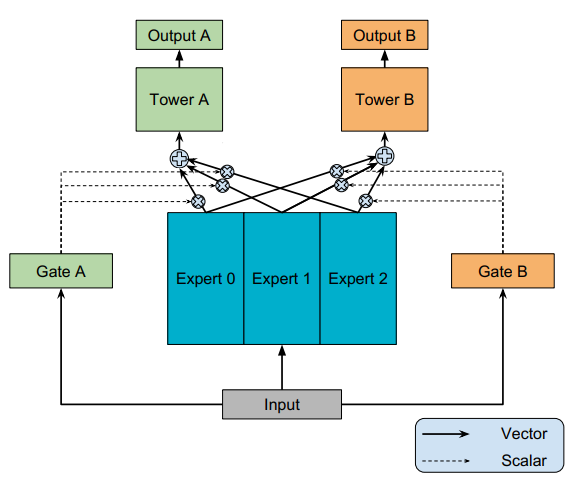 Output A
Output B
Tower A
Tower B
Gate A
Expert 0
Expert 1
Expert 2
Gate B
Input
Vector
Scalar